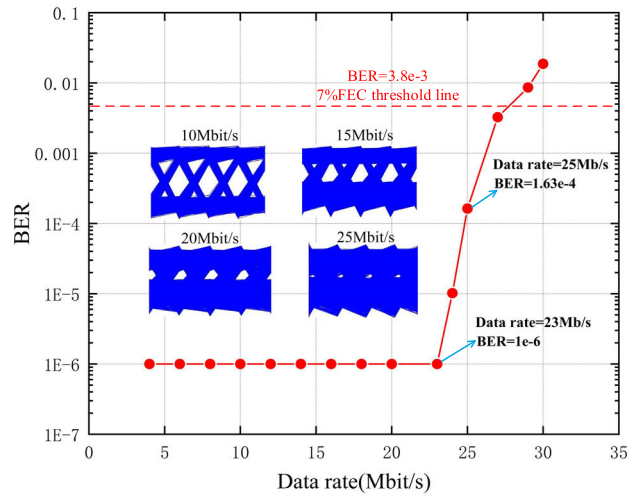 BER
0.1
0.01
0.001
1E-4
1E-5
1E-6
1E-7
BER=3.8e-3
7%FEC threshold line
10Mbit/s
15Mbit/s
20Mbit/s
25Mbit/s
Data rate=25Mb/s
BER=1.63e-4
Data rate=23Mb/s
BER=1e-6
0 5 10 15 20 25 30 35
Data rate(Mbit/s)